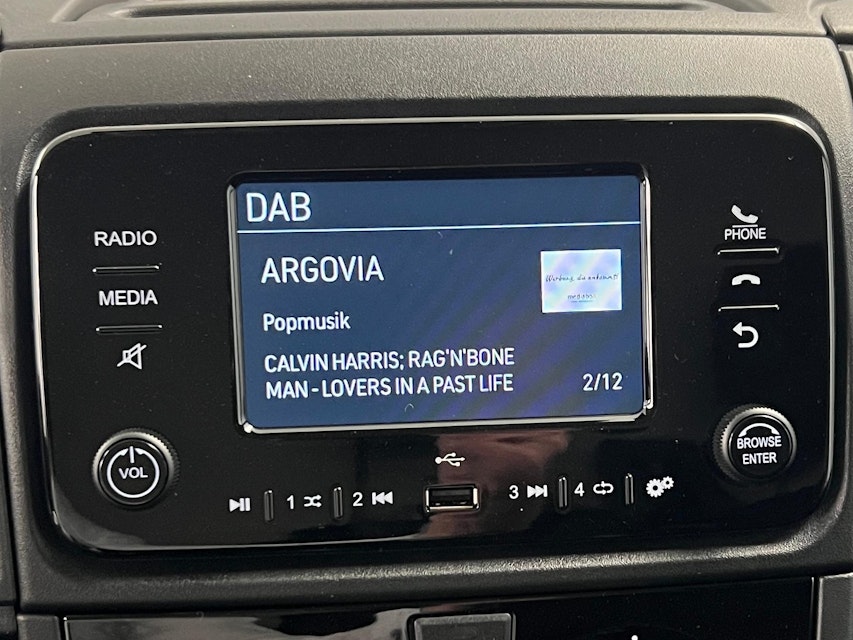 DAB
RADIO
ARGOVIA
PHONE
MEDIA
Popmusik
CALVIN HARRIS; RAG'N'BONE
MAN - LOVERS IN A PAST LIFE
2/12
VOL
BROWSE
ENTER
1
2
3
4